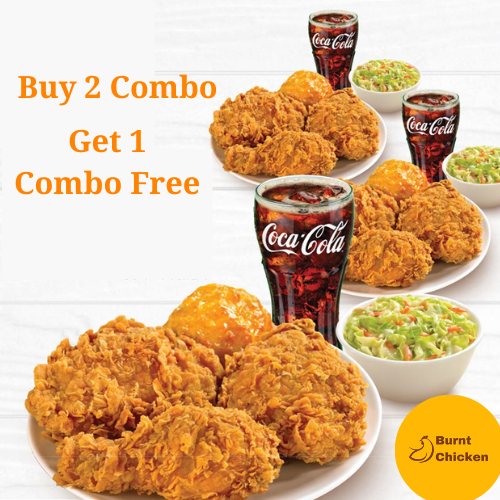 Buy 2 Combo
Get 1
Combo Free
Coca-Cola
Coca-Cola
Coca-Cola
Burnt
Chicken